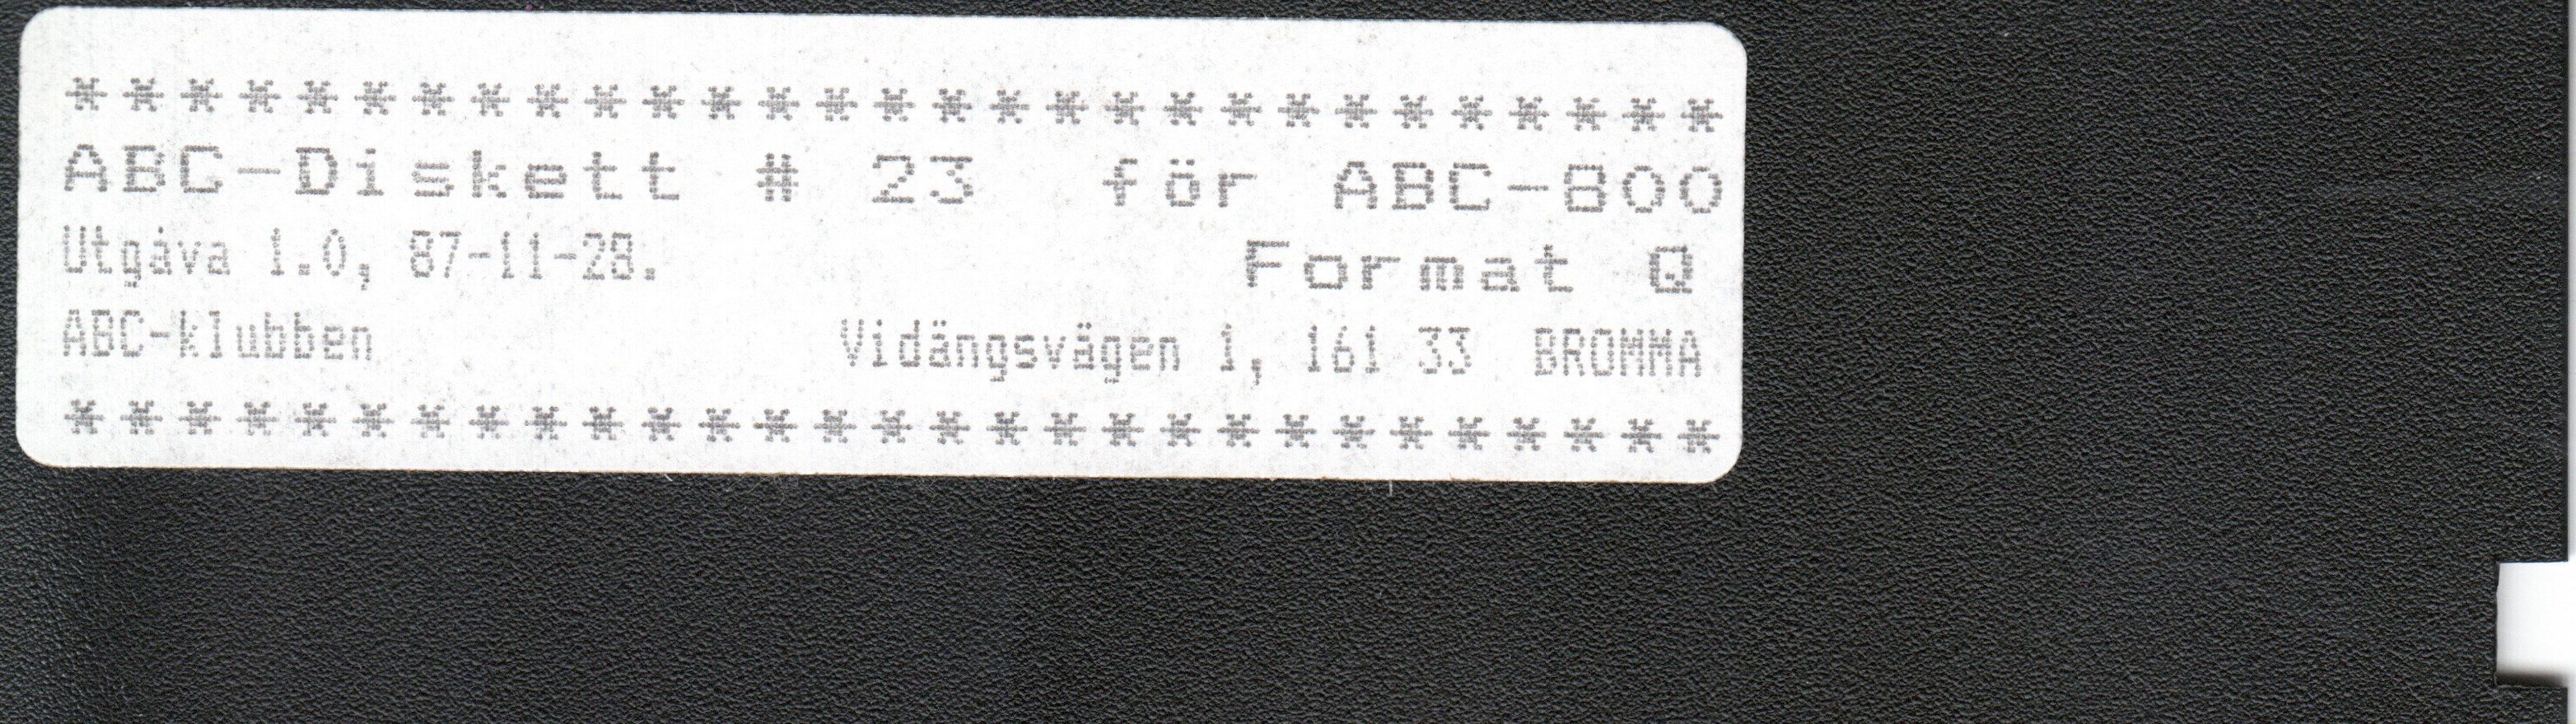 * * * * * * * * * * * * * * * * * * * * * * * * * * * * *
ABC-Diskett # 23 för ABC-800
Utgåva 1.0, 87-11-28. Format Q
ABC-klubben Vidängsvägen 1, 161 33 BROMMA
* * * * * * * * * * * * * * * * * * * * * * * * * * * * *